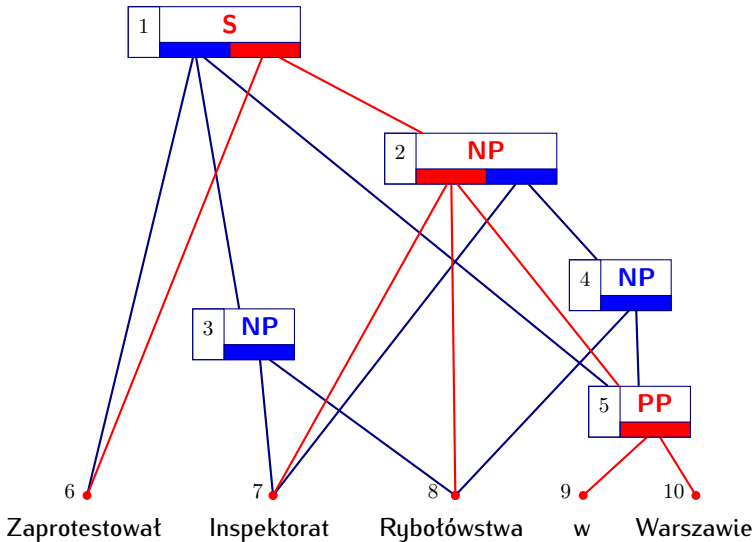 1 S
2 NP
4 NP
3 NP
5 PP
6 7 8 9 10
Zaprotestował Inspektorat Rybołówstwa w Warszawie